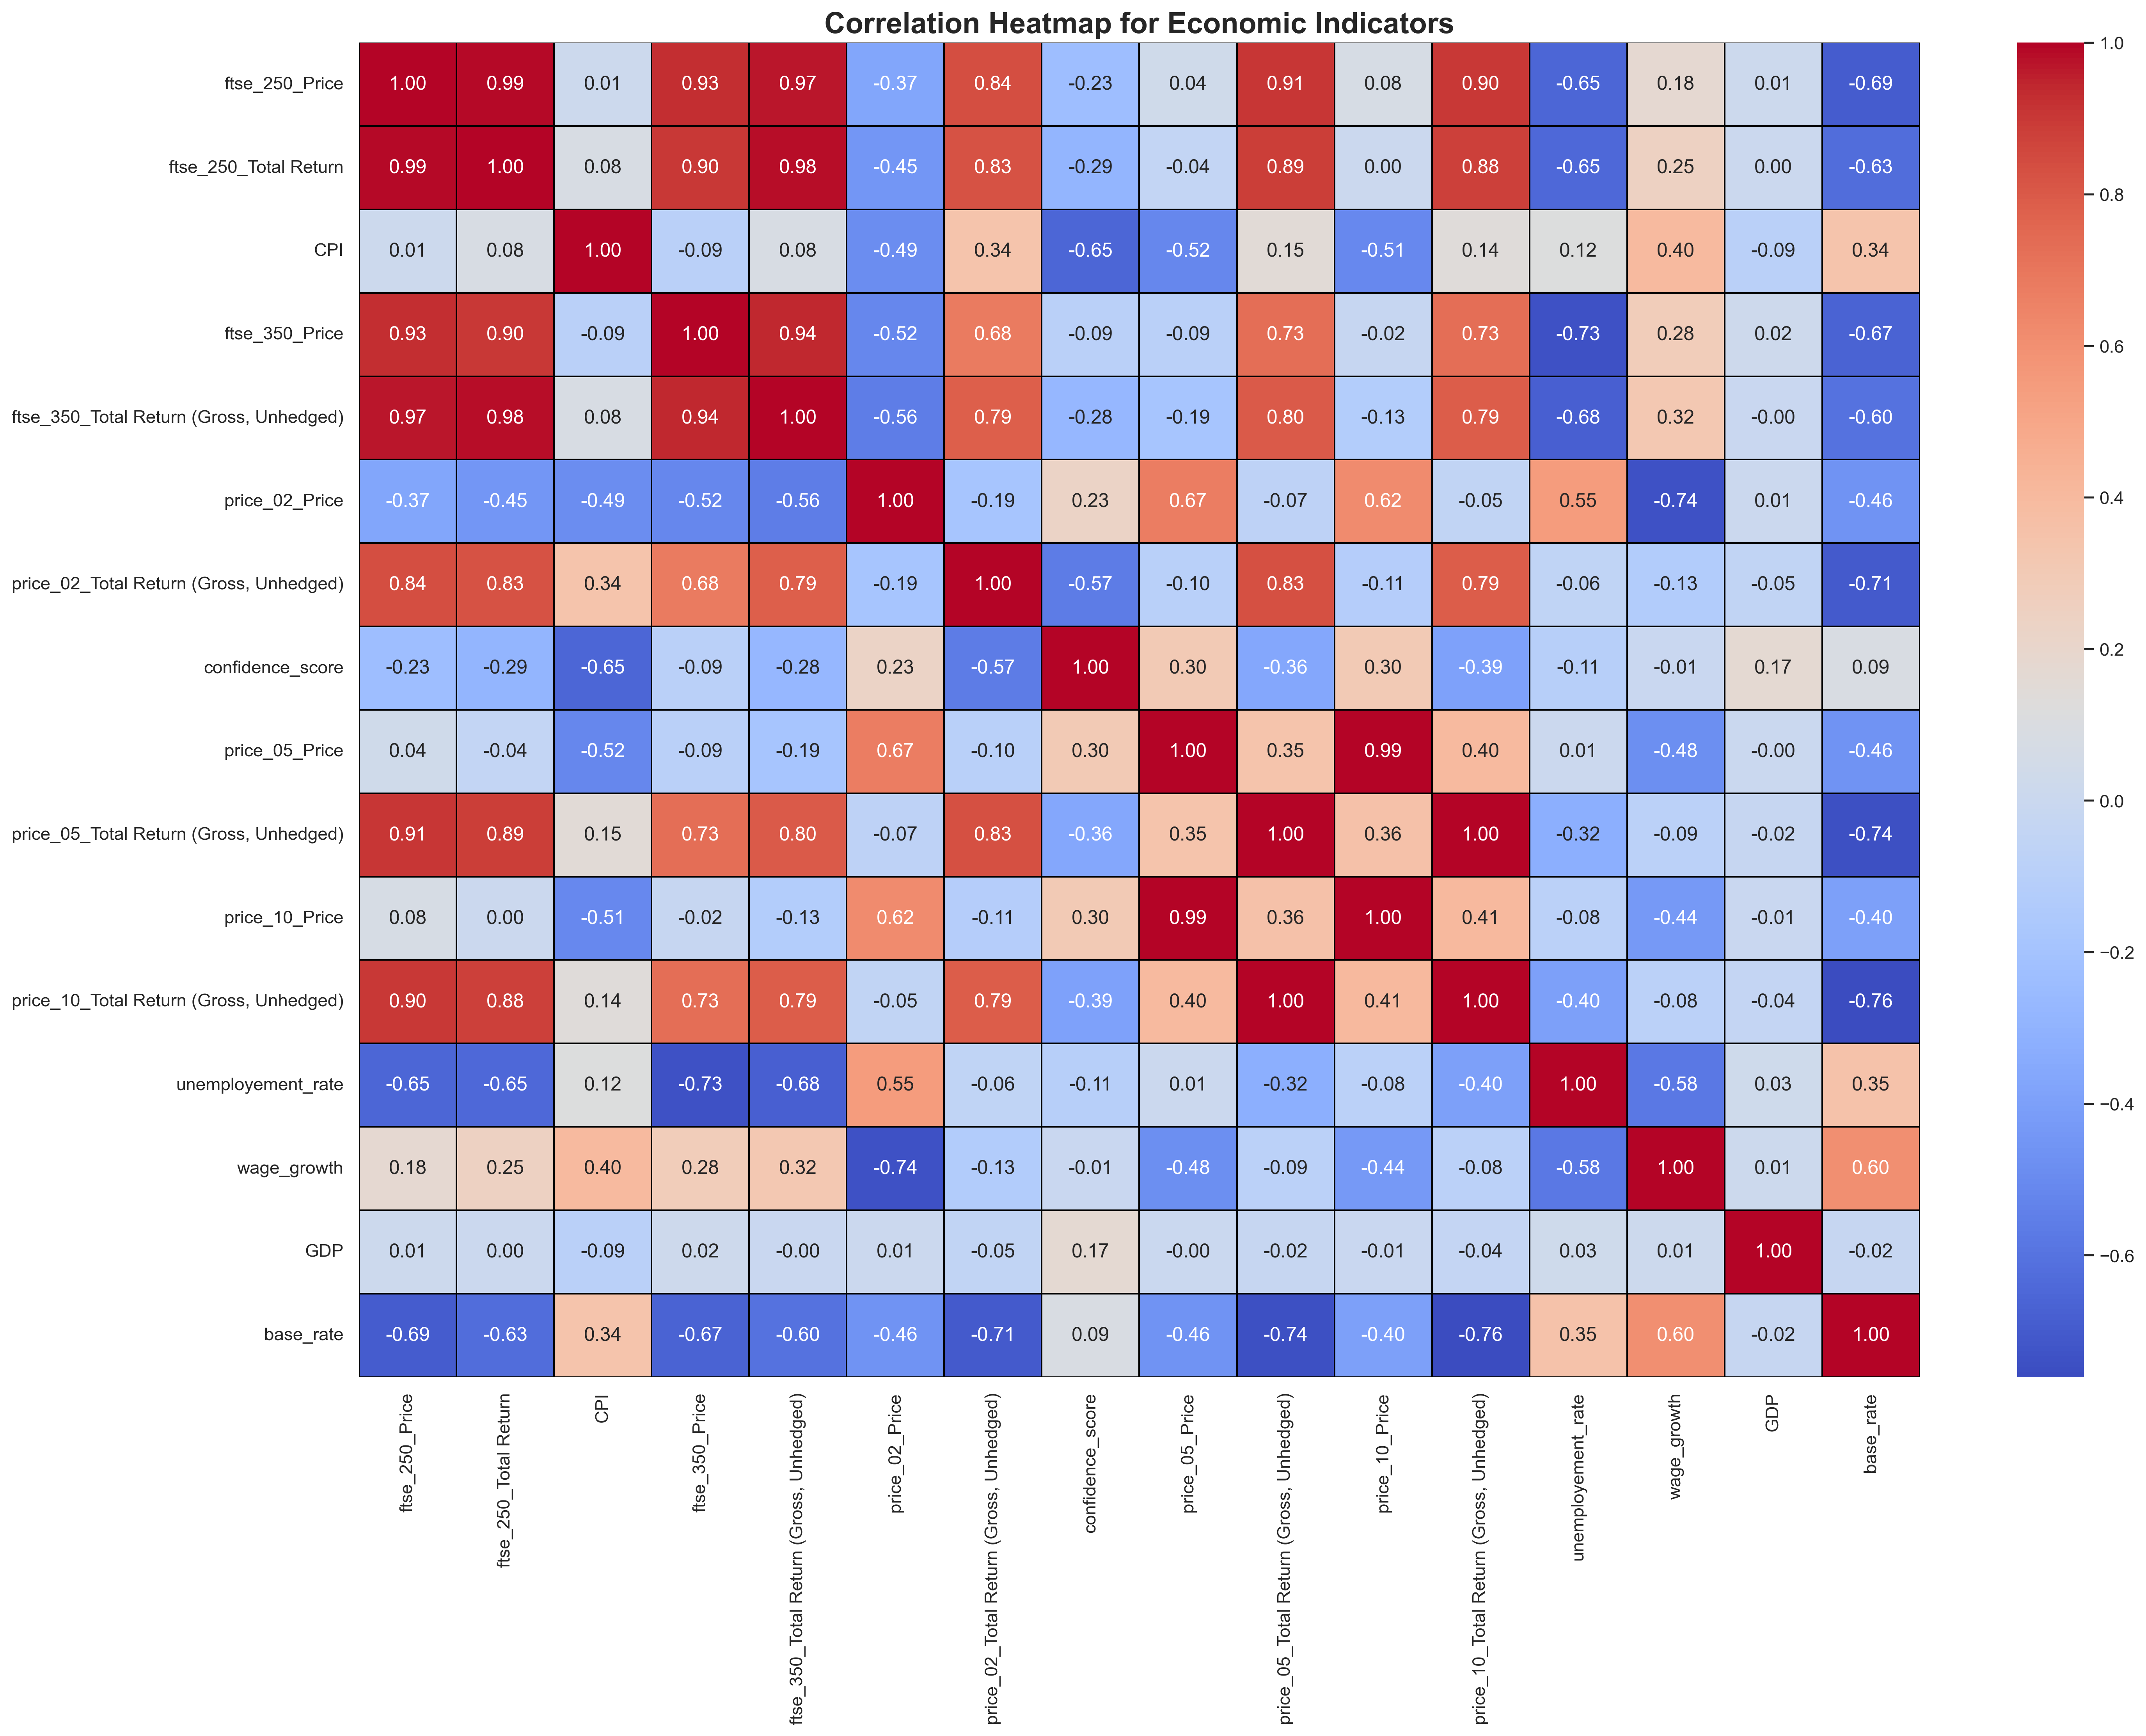 Correlation Heatmap for Economic Indicators
ftse_250_Price 1.00 0.99 0.01 0.93 0.97 -0.37 0.84 -0.23 0.04 0.91 0.08 0.90 -0.65 0.18 0.01 -0.69
ftse_250_Total Return 0.99 1.00 0.08 0.90 0.98 -0.45 0.83 -0.29 -0.04 0.89 0.00 0.88 -0.65 0.25 0.00 -0.63
CPI 0.01 0.08 1.00 -0.09 0.08 -0.49 0.34 -0.65 -0.52 0.15 -0.51 0.14 0.12 0.40 -0.09 0.34
ftse_350_Price 0.93 0.90 -0.09 1.00 0.94 -0.52 0.68 -0.09 -0.09 0.73 -0.02 0.73 -0.73 0.28 0.02 -0.67
ftse_350_Total Return (Gross, Unhedged) 0.97 0.98 0.08 0.94 1.00 -0.56 0.79 -0.28 -0.19 0.80 -0.13 0.79 -0.68 0.32 -0.00 -0.60
price_02_Price -0.37 -0.45 -0.49 -0.52 -0.56 1.00 -0.19 0.23 0.67 -0.07 0.62 -0.05 0.55 -0.74 0.01 -0.46
price_02_Total Return (Gross, Unhedged) 0.84 0.83 0.34 0.68 0.79 -0.19 1.00 -0.57 -0.10 0.83 -0.11 0.79 -0.06 -0.13 -0.05 -0.71
confidence_score -0.23 -0.29 -0.65 -0.09 -0.28 0.23 -0.57 1.00 0.30 -0.36 0.30 -0.39 -0.11 -0.01 0.17 0.09
price_05_Price 0.04 -0.04 -0.52 -0.09 -0.19 0.67 -0.10 0.30 1.00 0.35 0.99 0.40 0.01 -0.48 -0.00 -0.46
price_05_Total Return (Gross, Unhedged) 0.91 0.89 0.15 0.73 0.80 -0.07 0.83 -0.36 0.35 1.00 0.36 1.00 -0.32 -0.09 -0.02 -0.74
price_10_Price 0.08 0.00 -0.51 -0.02 -0.13 0.62 -0.11 0.30 0.99 0.36 1.00 0.41 -0.08 -0.44 -0.01 -0.40
price_10_Total Return (Gross, Unhedged) 0.90 0.88 0.14 0.73 0.79 -0.05 0.79 -0.39 0.40 1.00 0.41 1.00 -0.40 -0.08 -0.04 -0.76
unemployement_rate -0.65 -0.65 0.12 -0.73 -0.68 0.55 -0.06 -0.11 0.01 -0.32 -0.08 -0.40 1.00 -0.58 0.03 0.35
wage_growth 0.18 0.25 0.40 0.28 0.32 -0.74 -0.13 -0.01 -0.48 -0.09 -0.44 -0.08 -0.58 1.00 0.01 0.60
GDP 0.01 0.00 -0.09 0.02 -0.00 0.01 -0.05 0.17 -0.00 -0.02 -0.01 -0.04 0.03 0.01 1.00 -0.02
base_rate -0.69 -0.63 0.34 -0.67 -0.60 -0.46 -0.71 0.09 -0.46 -0.74 -0.40 -0.76 0.35 0.60 -0.02 1.00
ftse_250_Price
ftse_250_Total Return
CPI
ftse_350_Price
ftse_350_Total Return (Gross, Unhedged)
price_02_Price
price_02_Total Return (Gross, Unhedged)
confidence_score
price_05_Price
price_05_Total Return (Gross, Unhedged)
price_10_Price
price_10_Total Return (Gross, Unhedged)
unemployement_rate
wage_growth
GDP
base_rate
1.0
0.8
0.6
0.4
0.2
0.0
−0.2
−0.4
−0.6